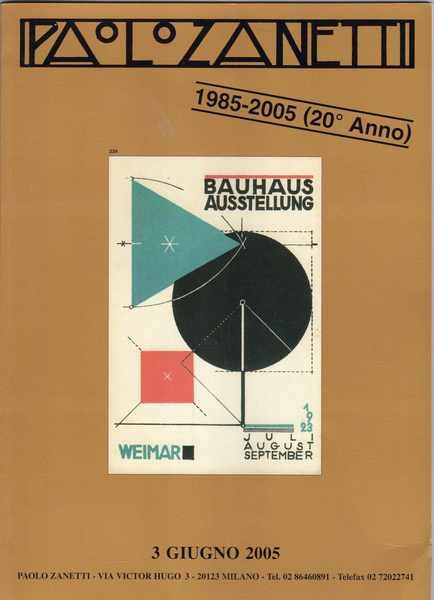 PAOLO ZANETTI
1985-2005 (20° Anno)
BAUHAUS
AUSSTELLUNG
1
9
23
JULI
AUGUST
SEPTEMBER
WEIMAR
3 GIUGNO 2005
PAOLO ZANETTI - VIA VICTOR HUGO 3 - 20123 MILANO - Tel. 02 86460891 - Telefax 02 72022741